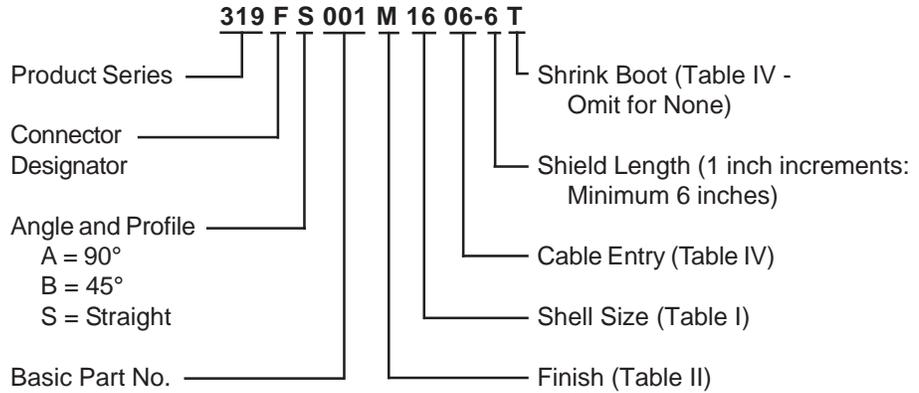 319 F S 001 M 16 06-6 T
Product Series
Connector
Designator
Angle and Profile
A = 90°
B = 45°
S = Straight
Basic Part No.
Shrink Boot (Table IV -
Omit for None)
Shield Length (1 inch increments:
Minimum 6 inches)
Cable Entry (Table IV)
Shell Size (Table I)
Finish (Table II)